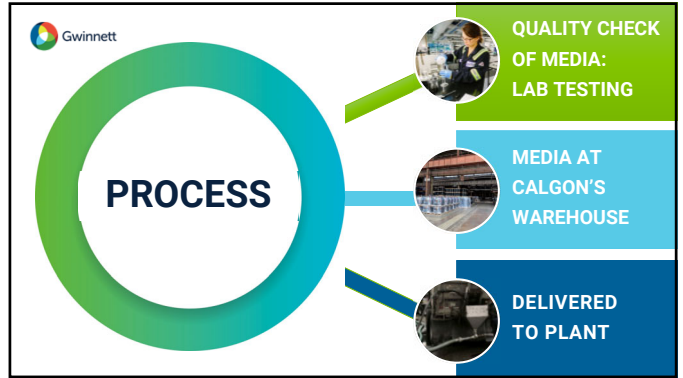 Gwinnett
PROCESS
QUALITY CHECK
OF MEDIA:
LAB TESTING
MEDIA AT
CALGON'S
WAREHOUSE
DELIVERED
TO PLANT